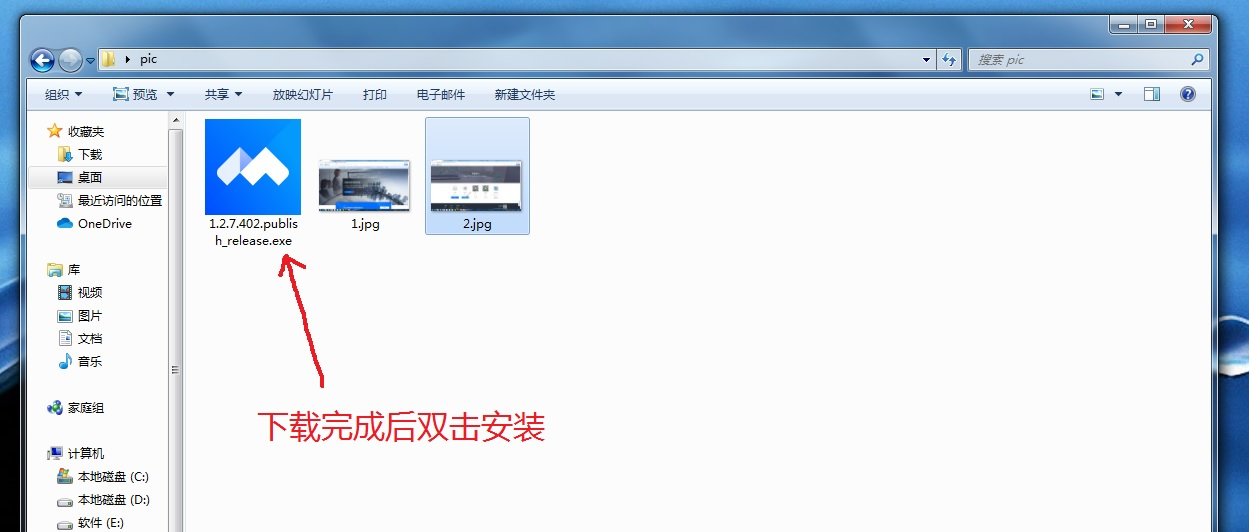 pic
搜索 pic
组织
预览
共享
放映幻灯片
打印
电子邮件
新建文件夹
收藏夹
下载
桌面
最近访问的位置
OneDrive
库
视频
图片
文档
音乐
家庭组
计算机
本地磁盘 (C:)
本地磁盘 (D:)
软件 (E:)
1.2.7.402.publis
h_release.exe
1.jpg
2.jpg
下载完成后双击安装